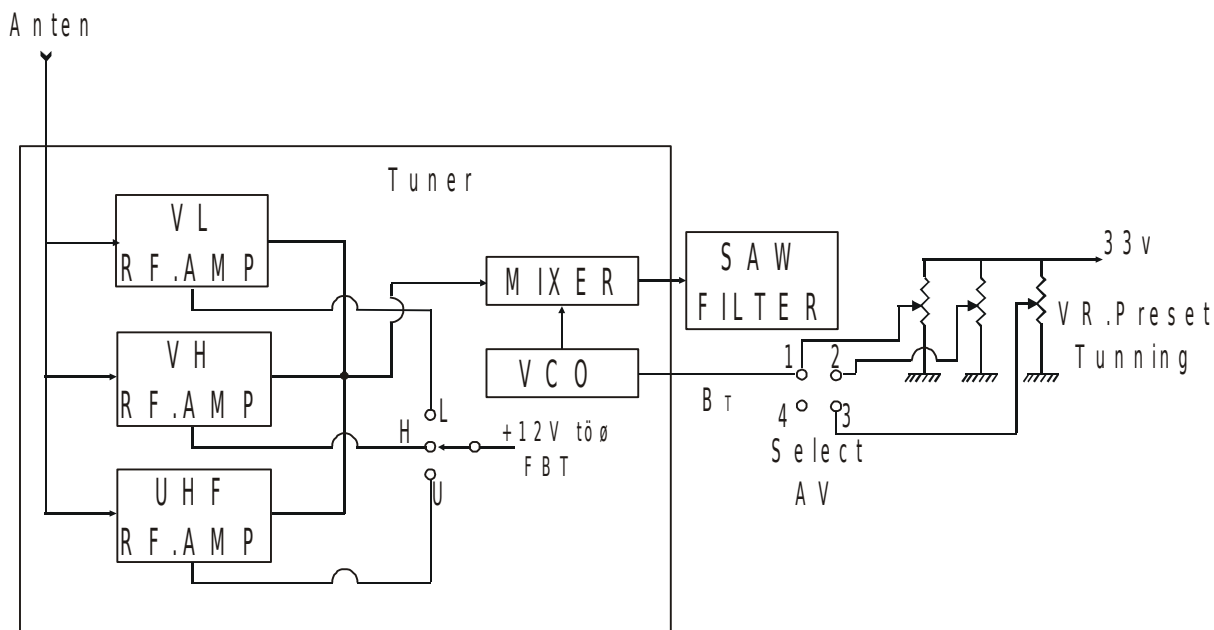 Anten
Tuner
VL
RF.AMP
VH
RF.AMP
UHF
RF.AMP
MIXER
VCO
SAW
FILTER
33v
VR.Preset
Tunning
1
2
4
3
BT
Select
AV
L
H
U
+12V töø
FBT